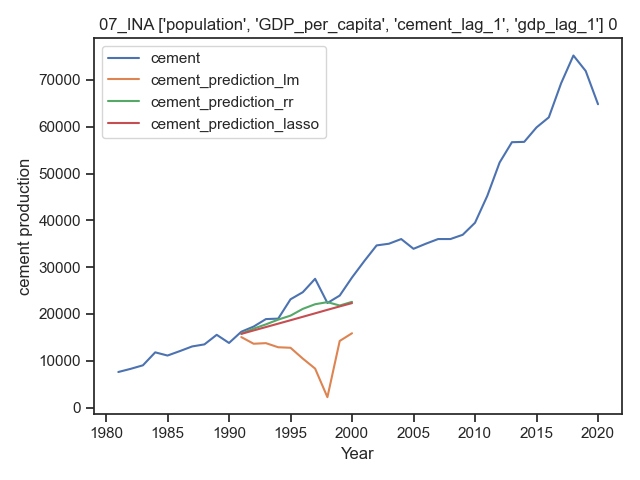 07_INA ['population', 'GDP_per_capita', 'cement_lag_1', 'gdp_lag_1'] 0
cement
cement_prediction_lm
cement_prediction_rr
cement_prediction_lasso
cement production
70000
60000
50000
40000
30000
20000
10000
0
1980 1985 1990 1995 2000 2005 2010 2015 2020
Year